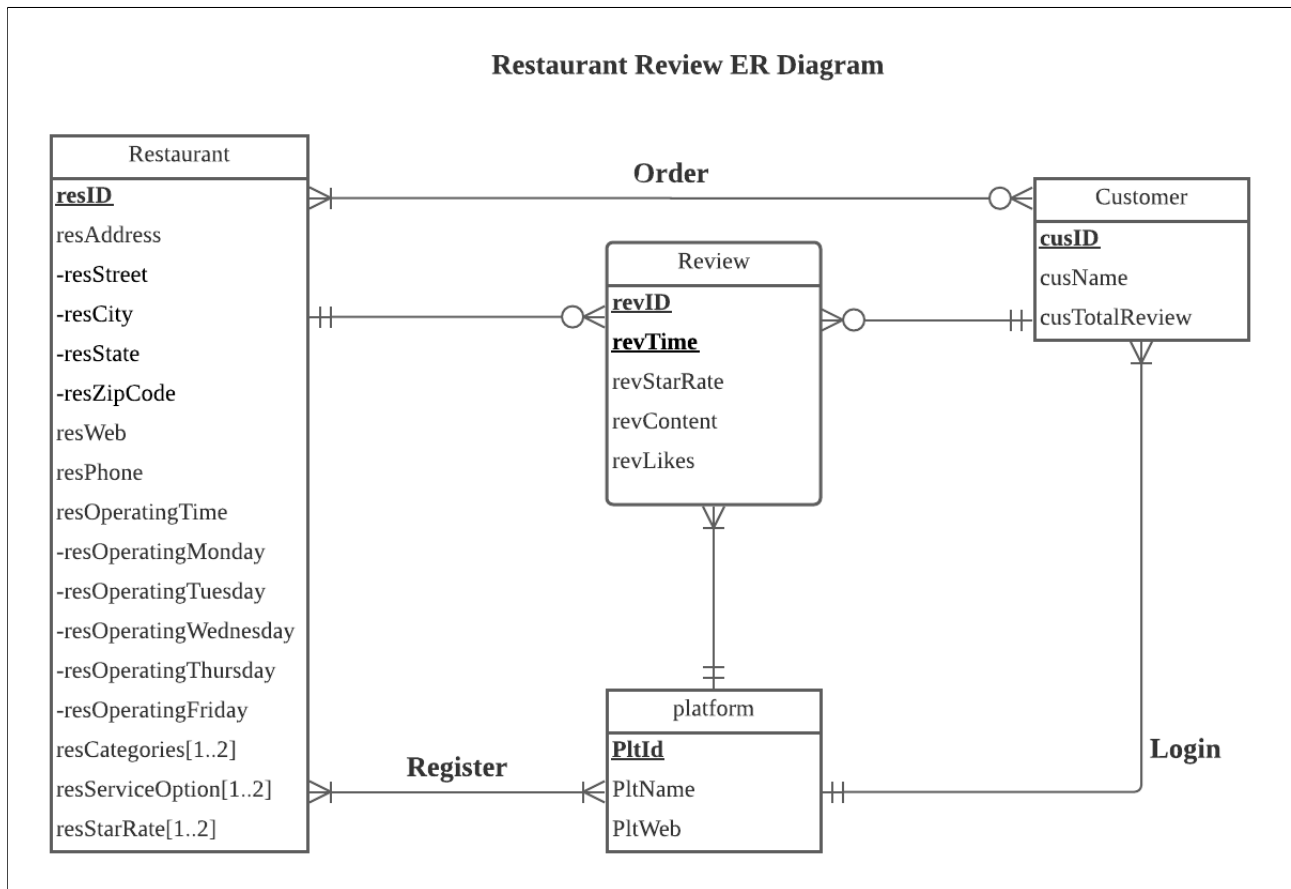 Restaurant Review ER Diagram
Restaurant
resID
resAddress
-resStreet
-resCity
-resState
-resZipCode
resWeb
resPhone
resOperatingTime
-resOperatingMonday
-resOperatingTuesday
-resOperatingWednesday
-resOperatingThursday
-resOperatingFriday
resCategories[1..2]
resServiceOption[1..2]
resStarRate[1..2]
Order
Review
revID
revTime
revStarRate
revContent
revLikes
Customer
cusID
cusName
cusTotalReview
Register
platform
PltId
PltName
PltWeb
Login